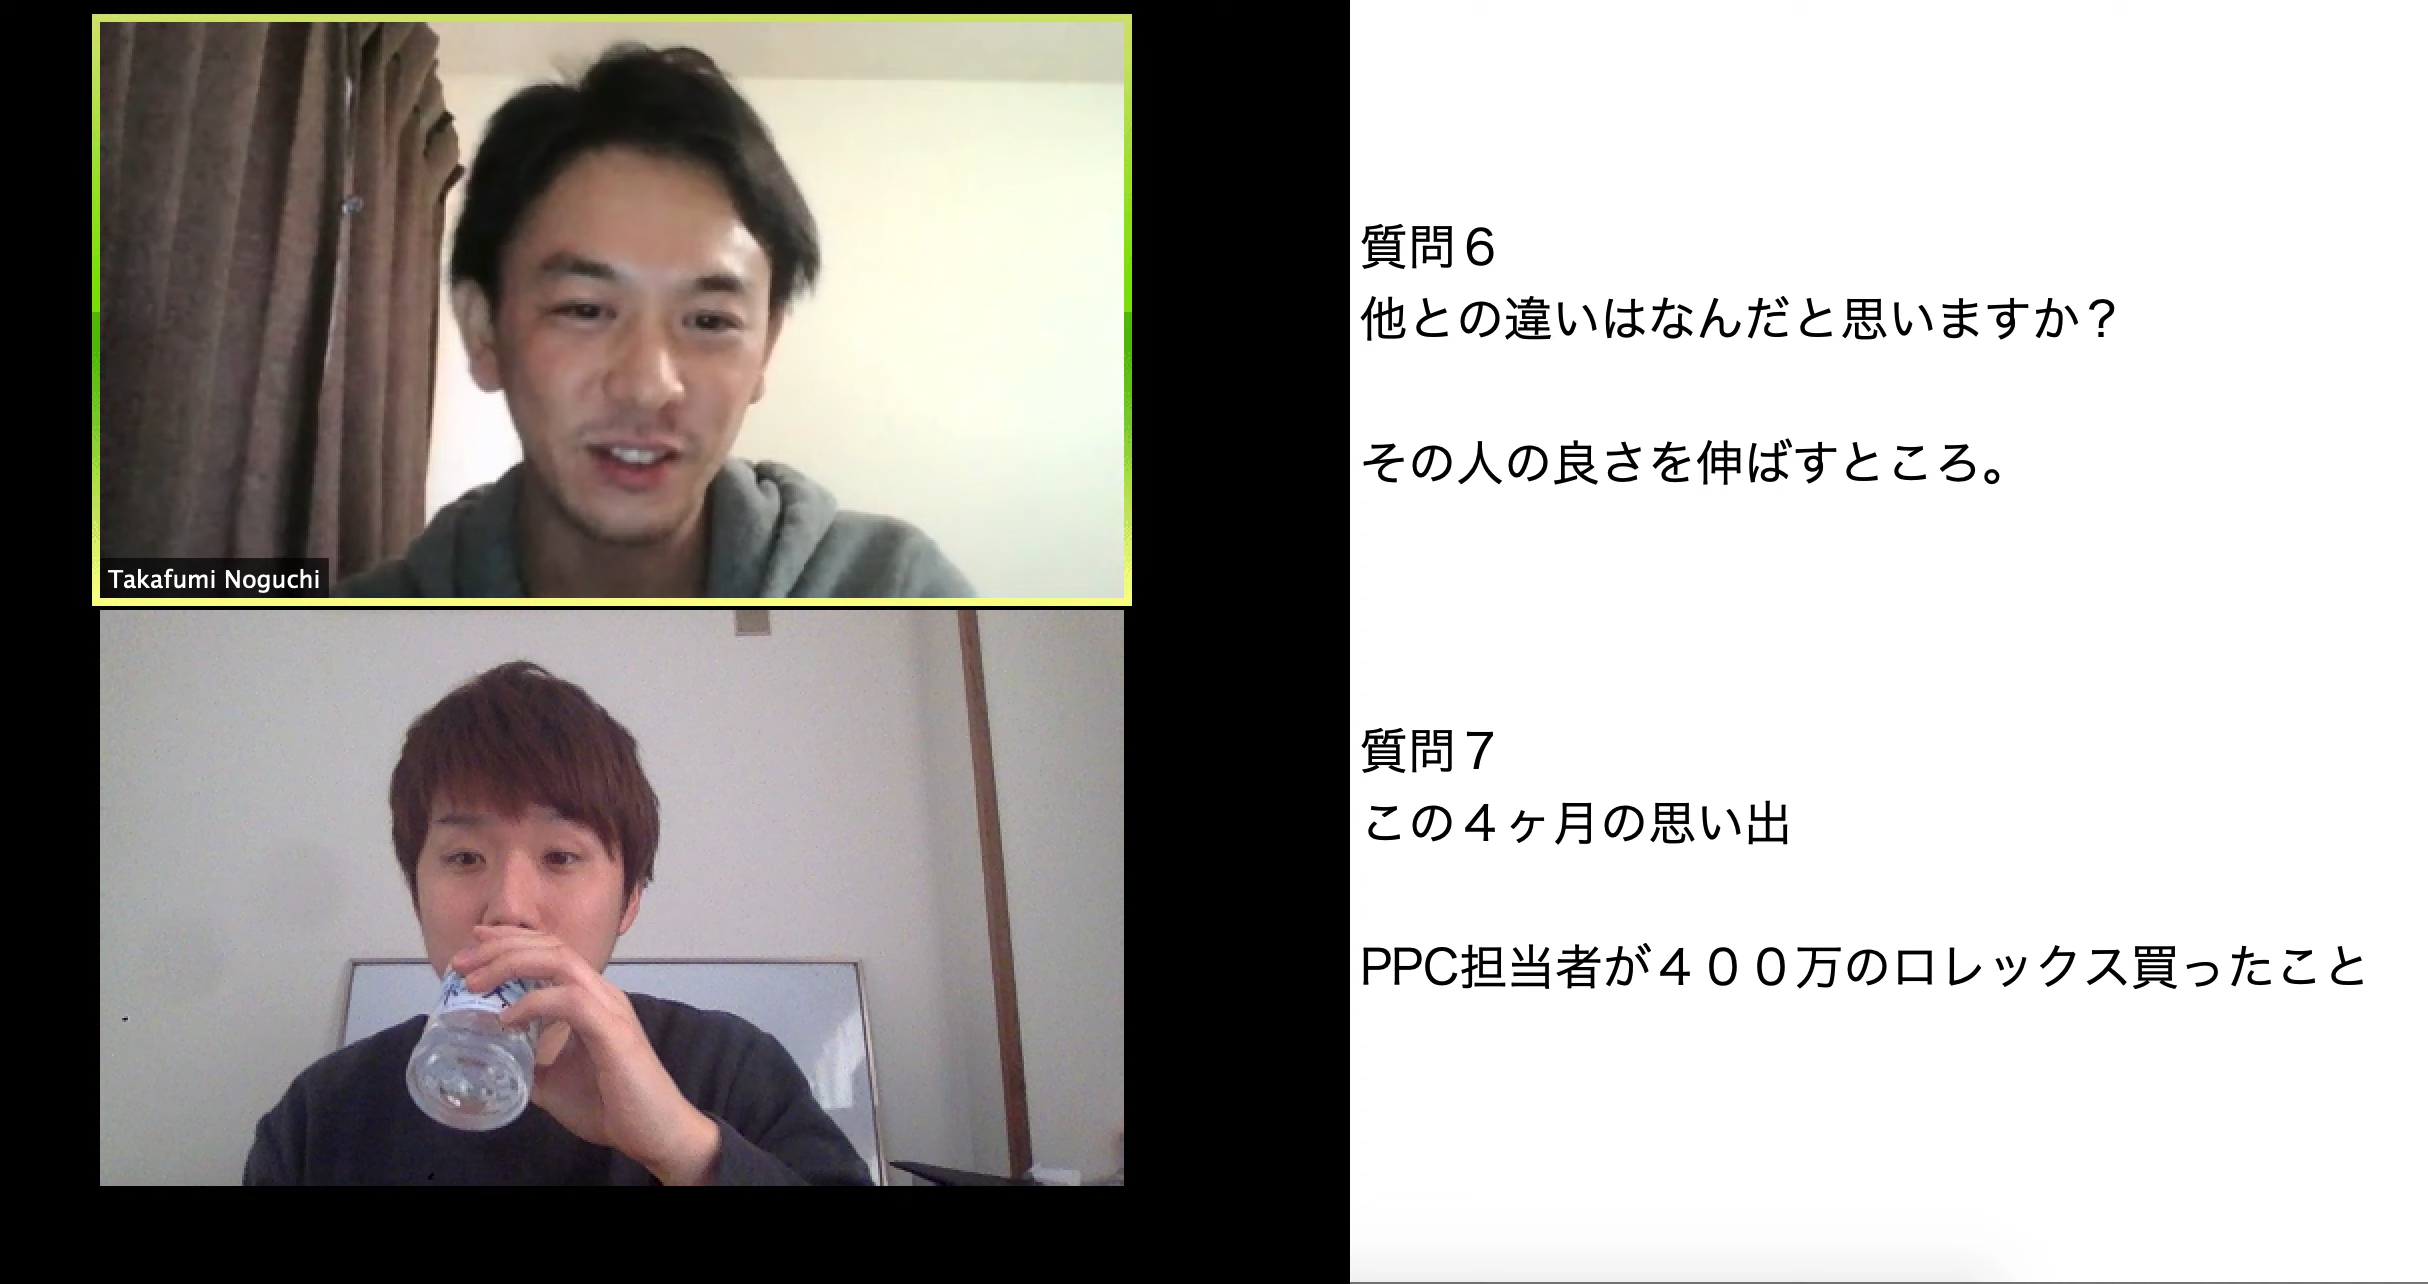 Takafumi Noguchi
質問６
他との違いはなんだと思いますか？
その人の良さを伸ばすところ。
質問７
この４ヶ月の思い出
PPC担当者が４００万のロレックス買ったこと